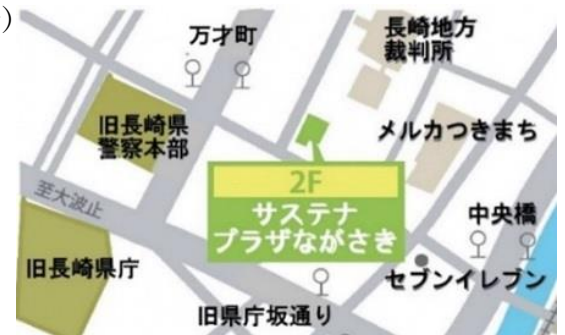 )
万才町
長崎地方
裁判所
旧長崎県
警察本部
メルカつきまち
2F
サステナ
プラザながさき
至大波止
中央橋
旧長崎県庁
セブンイレブン
旧県庁坂通り